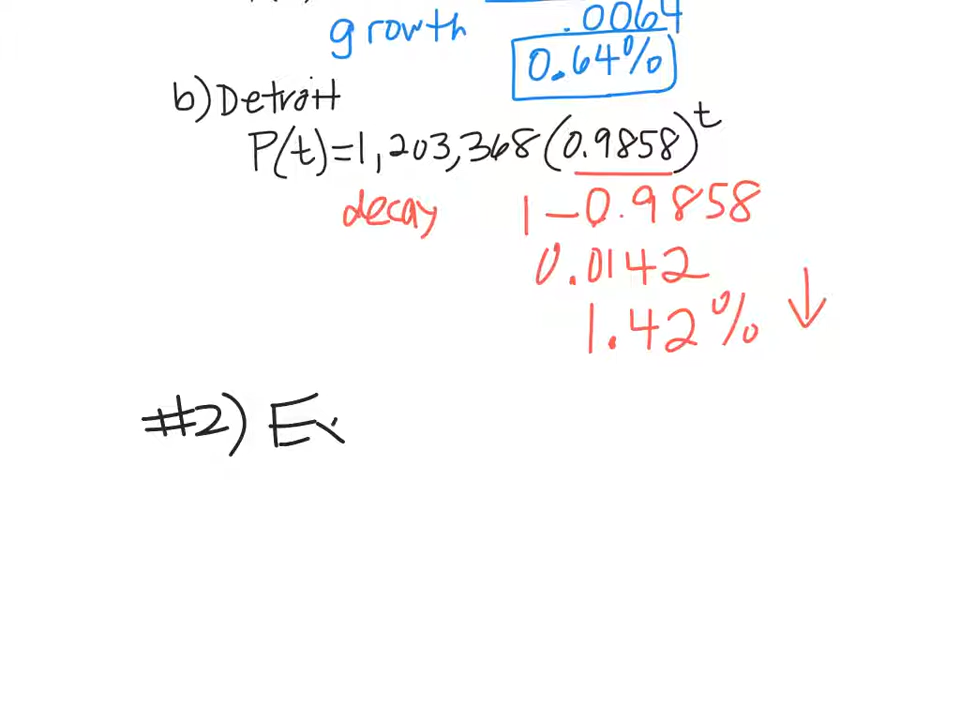 growth .0064
0.64%
b) Detroit
P(t)=1,203,368(0.9858)^t
decay 1-0.9858
0.0142
1.42% ↓
#2) Ex